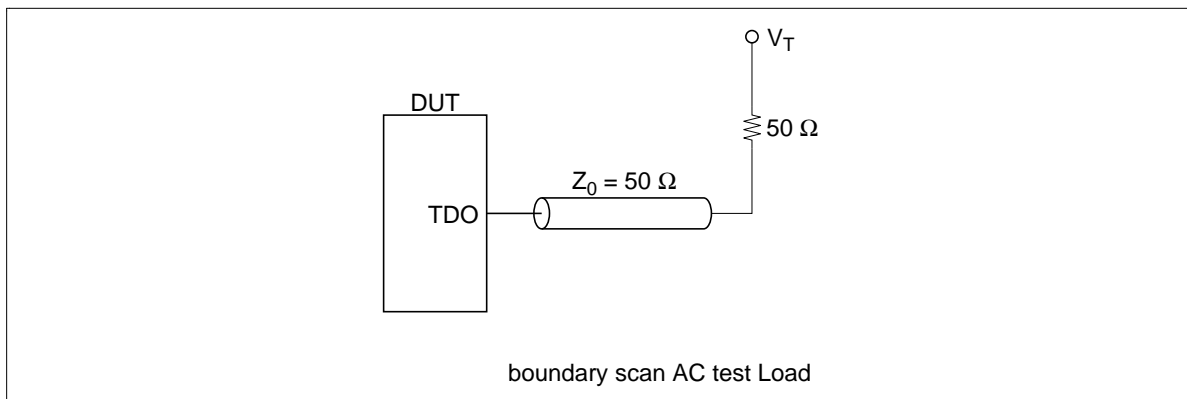 V_T
DUT
50 Ω
Z_0 = 50 Ω
TDO
boundary scan AC test Load